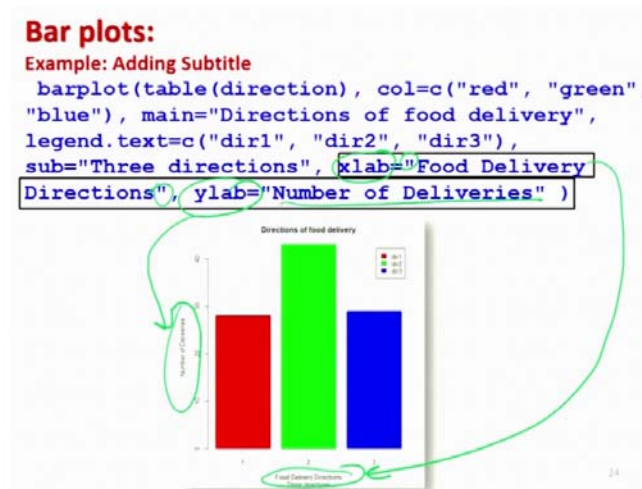 Bar plots:
Example: Adding Subtitle
barplot(table(direction), col=c("red", "green"
"blue"), main="Directions of food delivery",
legend.text=c("dir1", "dir2", "dir3"),
sub="Three directions", xlab="Food Delivery
Directions", ylab="Number of Deliveries" )
Directions of food delivery
dir1
dir2
dir3
40
Number of Deliveries
1 2 3
Food Delivery Directions
Three directions
24